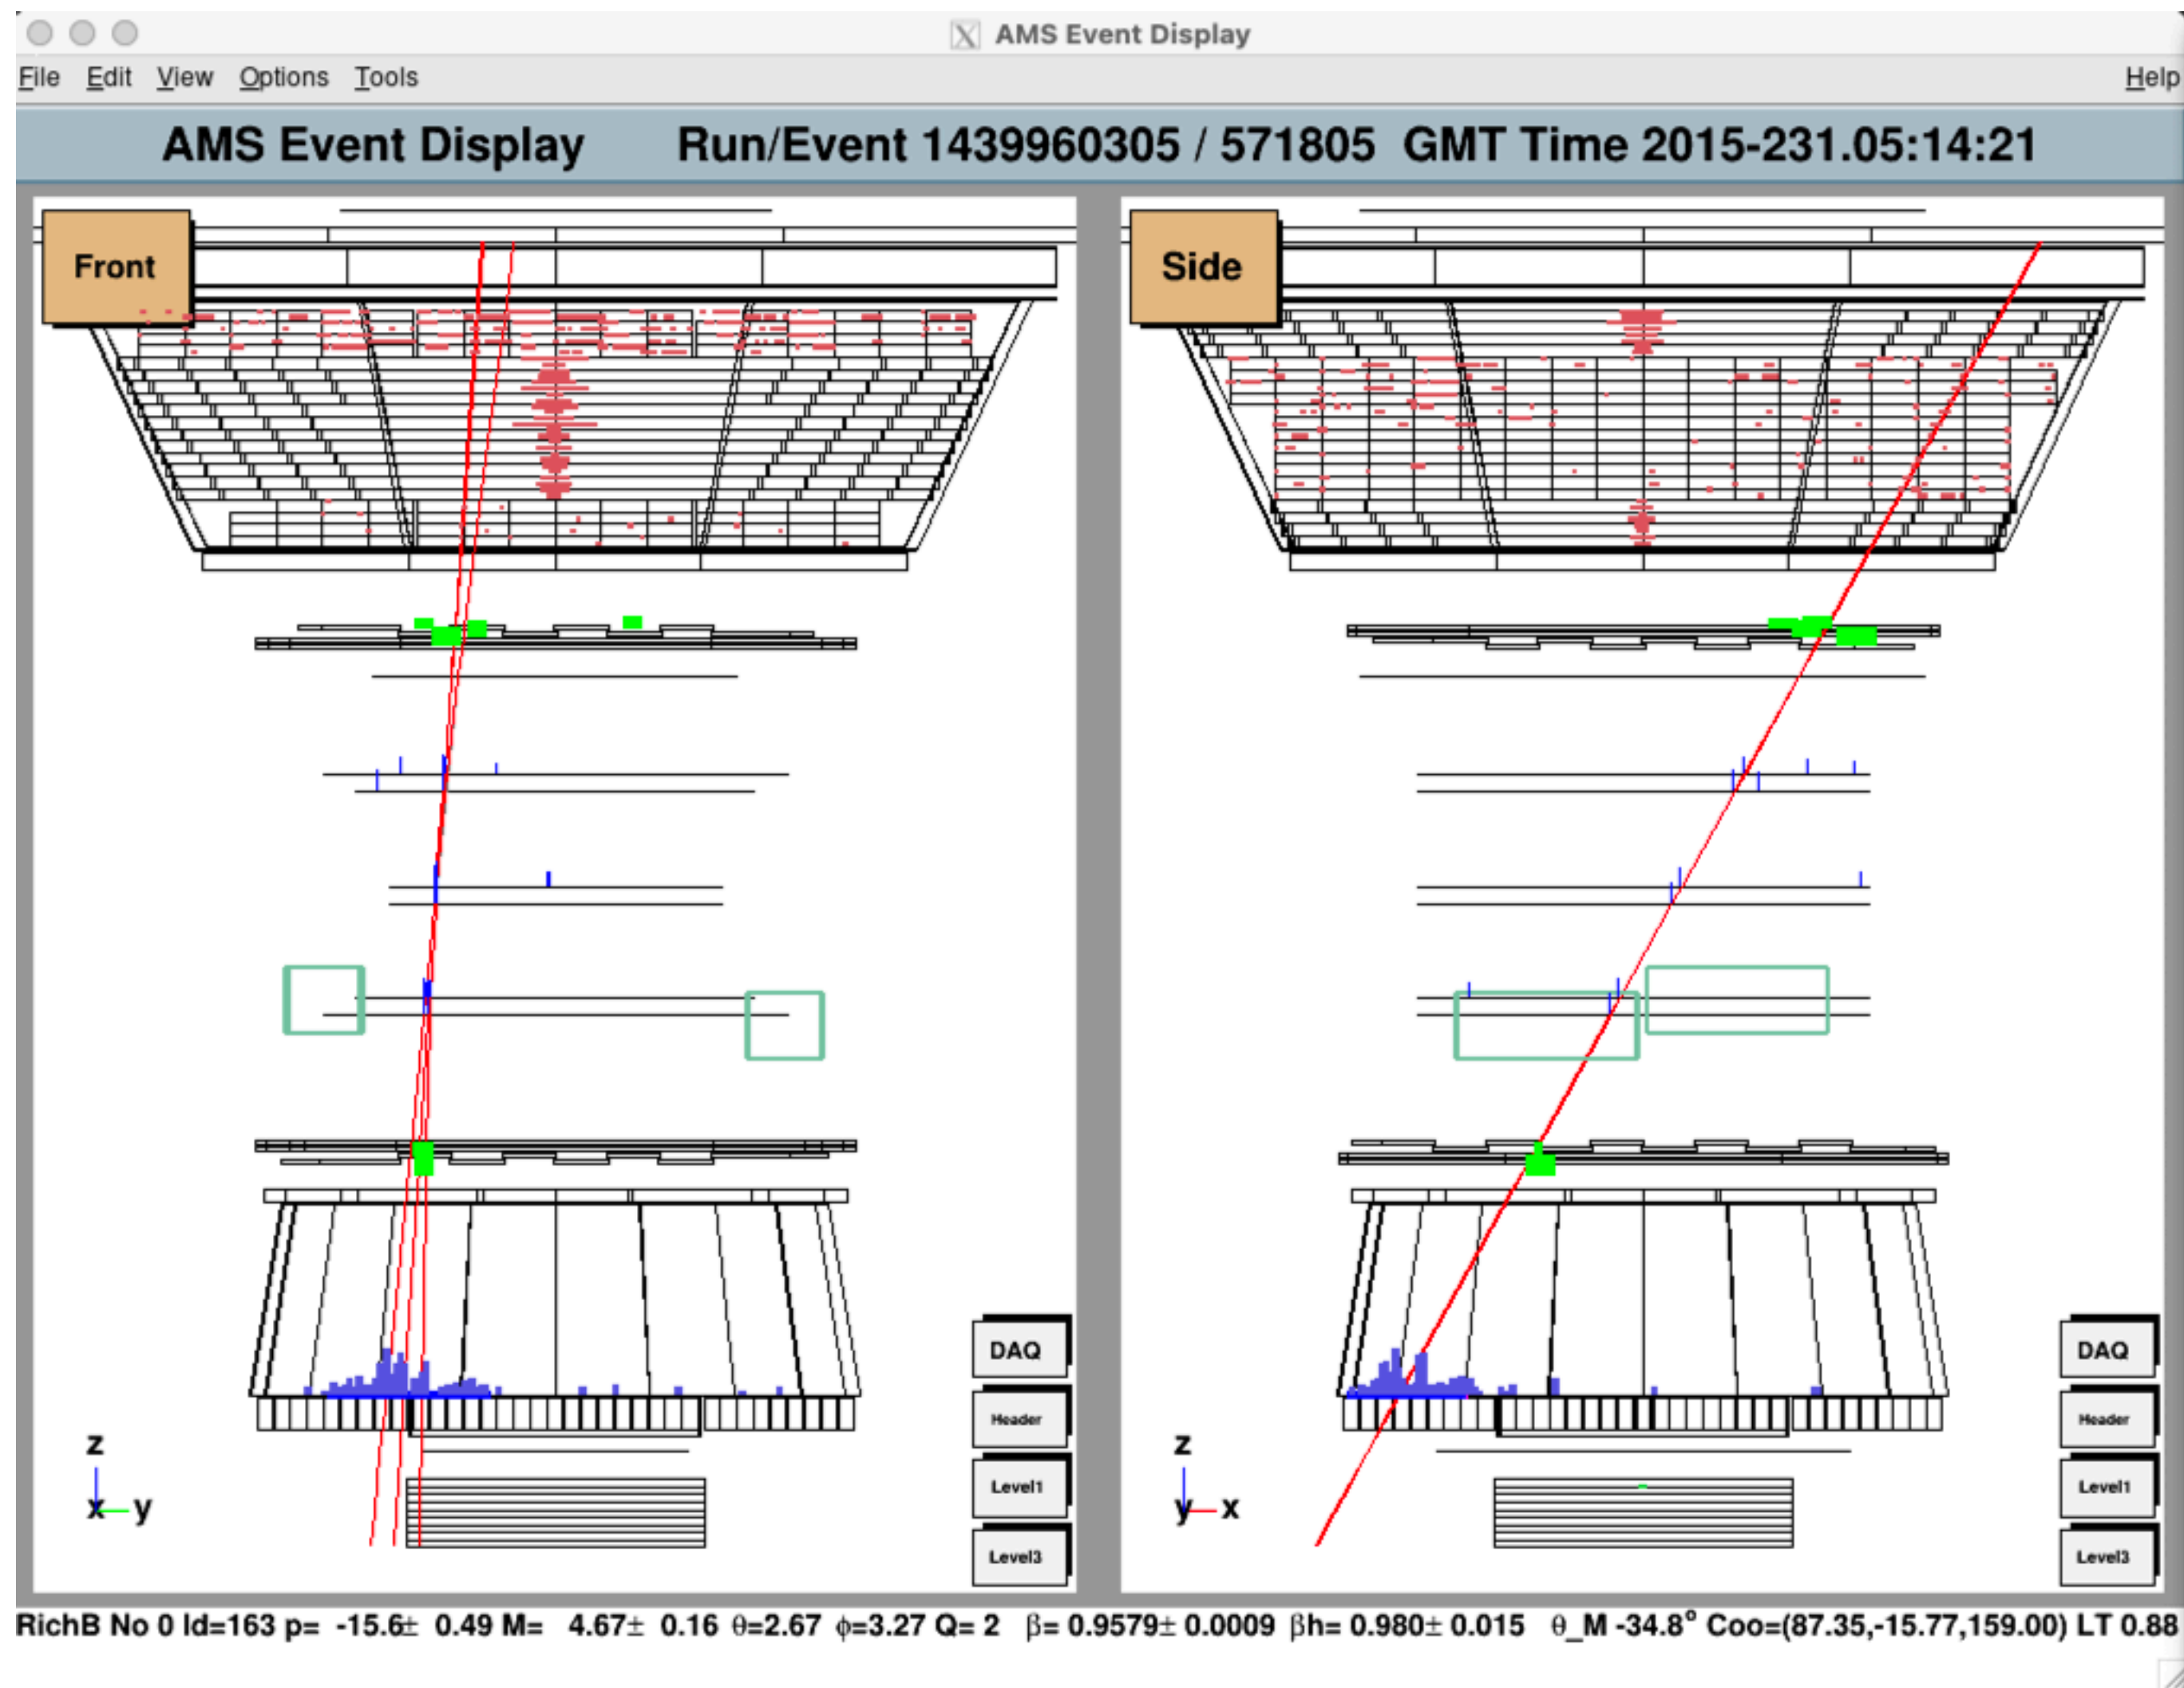 AMS Event Display
File Edit View Options Tools Help
AMS Event Display Run/Event 1439960305 / 571805 GMT Time 2015-231.05:14:21
Front
Side
DAQ
Header
Level1
Level3
z
x y
DAQ
Header
Level1
Level3
z
y x
RichB No 0 Id=163 p= -15.6± 0.49 M= 4.67± 0.16 θ=2.67 ϕ=3.27 Q= 2 β= 0.9579± 0.0009 βh= 0.980± 0.015 θ_M -34.8° Coo=(87.35,-15.77,159.00) LT 0.88